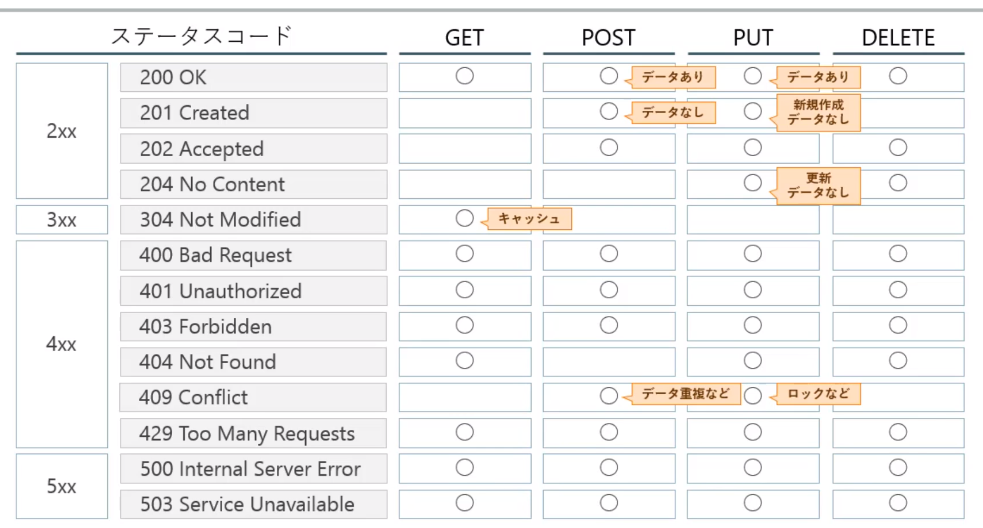 ステータスコード GET POST PUT DELETE
2xx
200 OK ○ ○ データあり ○ データあり ○
201 Created ○ データなし ○ 新規作成
データなし
202 Accepted ○ ○ ○
204 No Content ○ 更新
データなし ○
3xx
304 Not Modified ○ キャッシュ
4xx
400 Bad Request ○ ○ ○ ○
401 Unauthorized ○ ○ ○ ○
403 Forbidden ○ ○ ○ ○
404 Not Found ○ ○ ○
409 Conflict ○ データ重複など ○ ロックなど
429 Too Many Requests ○ ○ ○ ○
5xx
500 Internal Server Error ○ ○ ○ ○
503 Service Unavailable ○ ○ ○ ○